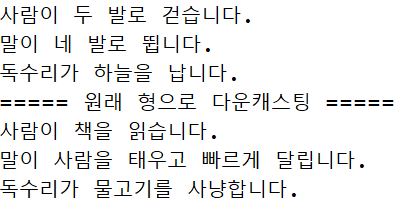 사람이 두 발로 걷습니다.
말이 네 발로 뜁니다.
독수리가 하늘을 납니다.
===== 원래 형으로 다운캐스팅 =====
사람이 책을 읽습니다.
말이 사람을 태우고 빠르게 달립니다.
독수리가 물고기를 사냥합니다.